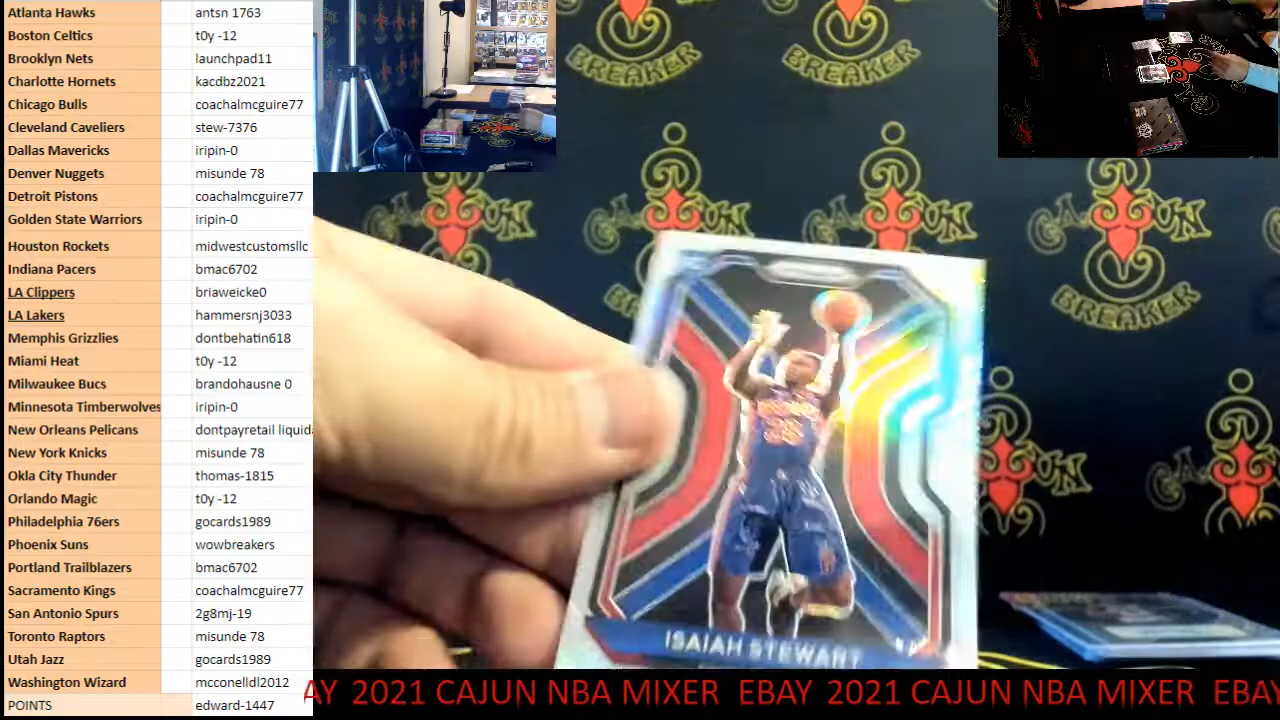 Atlanta Hawks antsn 1763
Boston Celtics t0y -12
Brooklyn Nets launchpad11
Charlotte Hornets kacdbz2021
Chicago Bulls coachalmcguire77
Cleveland Caveliers stew-7376
Dallas Mavericks iripin-0
Denver Nuggets misunde 78
Detroit Pistons coachalmcguire77
Golden State Warriors iripin-0
Houston Rockets midwestcustomsllc
Indiana Pacers bmac6702
LA Clippers briaweicke0
LA Lakers hammersnj3033
Memphis Grizzlies dontbehatin618
Miami Heat t0y -12
Milwaukee Bucs brandohausne 0
Minnesota Timberwolves iripin-0
New Orleans Pelicans dontpayretail liquid
New York Knicks misunde 78
Okla City Thunder thomas-1815
Orlando Magic t0y -12
Philadelphia 76ers gocards1989
Phoenix Suns wowbreakers
Portland Trailblazers bmac6702
Sacramento Kings coachalmcguire77
San Antonio Spurs 2g8mj-19
Toronto Raptors misunde 78
Utah Jazz gocards1989
Washington Wizard mcconelldl2012
POINTS edward-1447
BREAKER
BREAKER
CAJUN
CAJUN
BREAKER
ISAIAH STEWART
AY 2021 CAJUN NBA MIXER EBAY 2021 CAJUN NBA MIXER EBAY